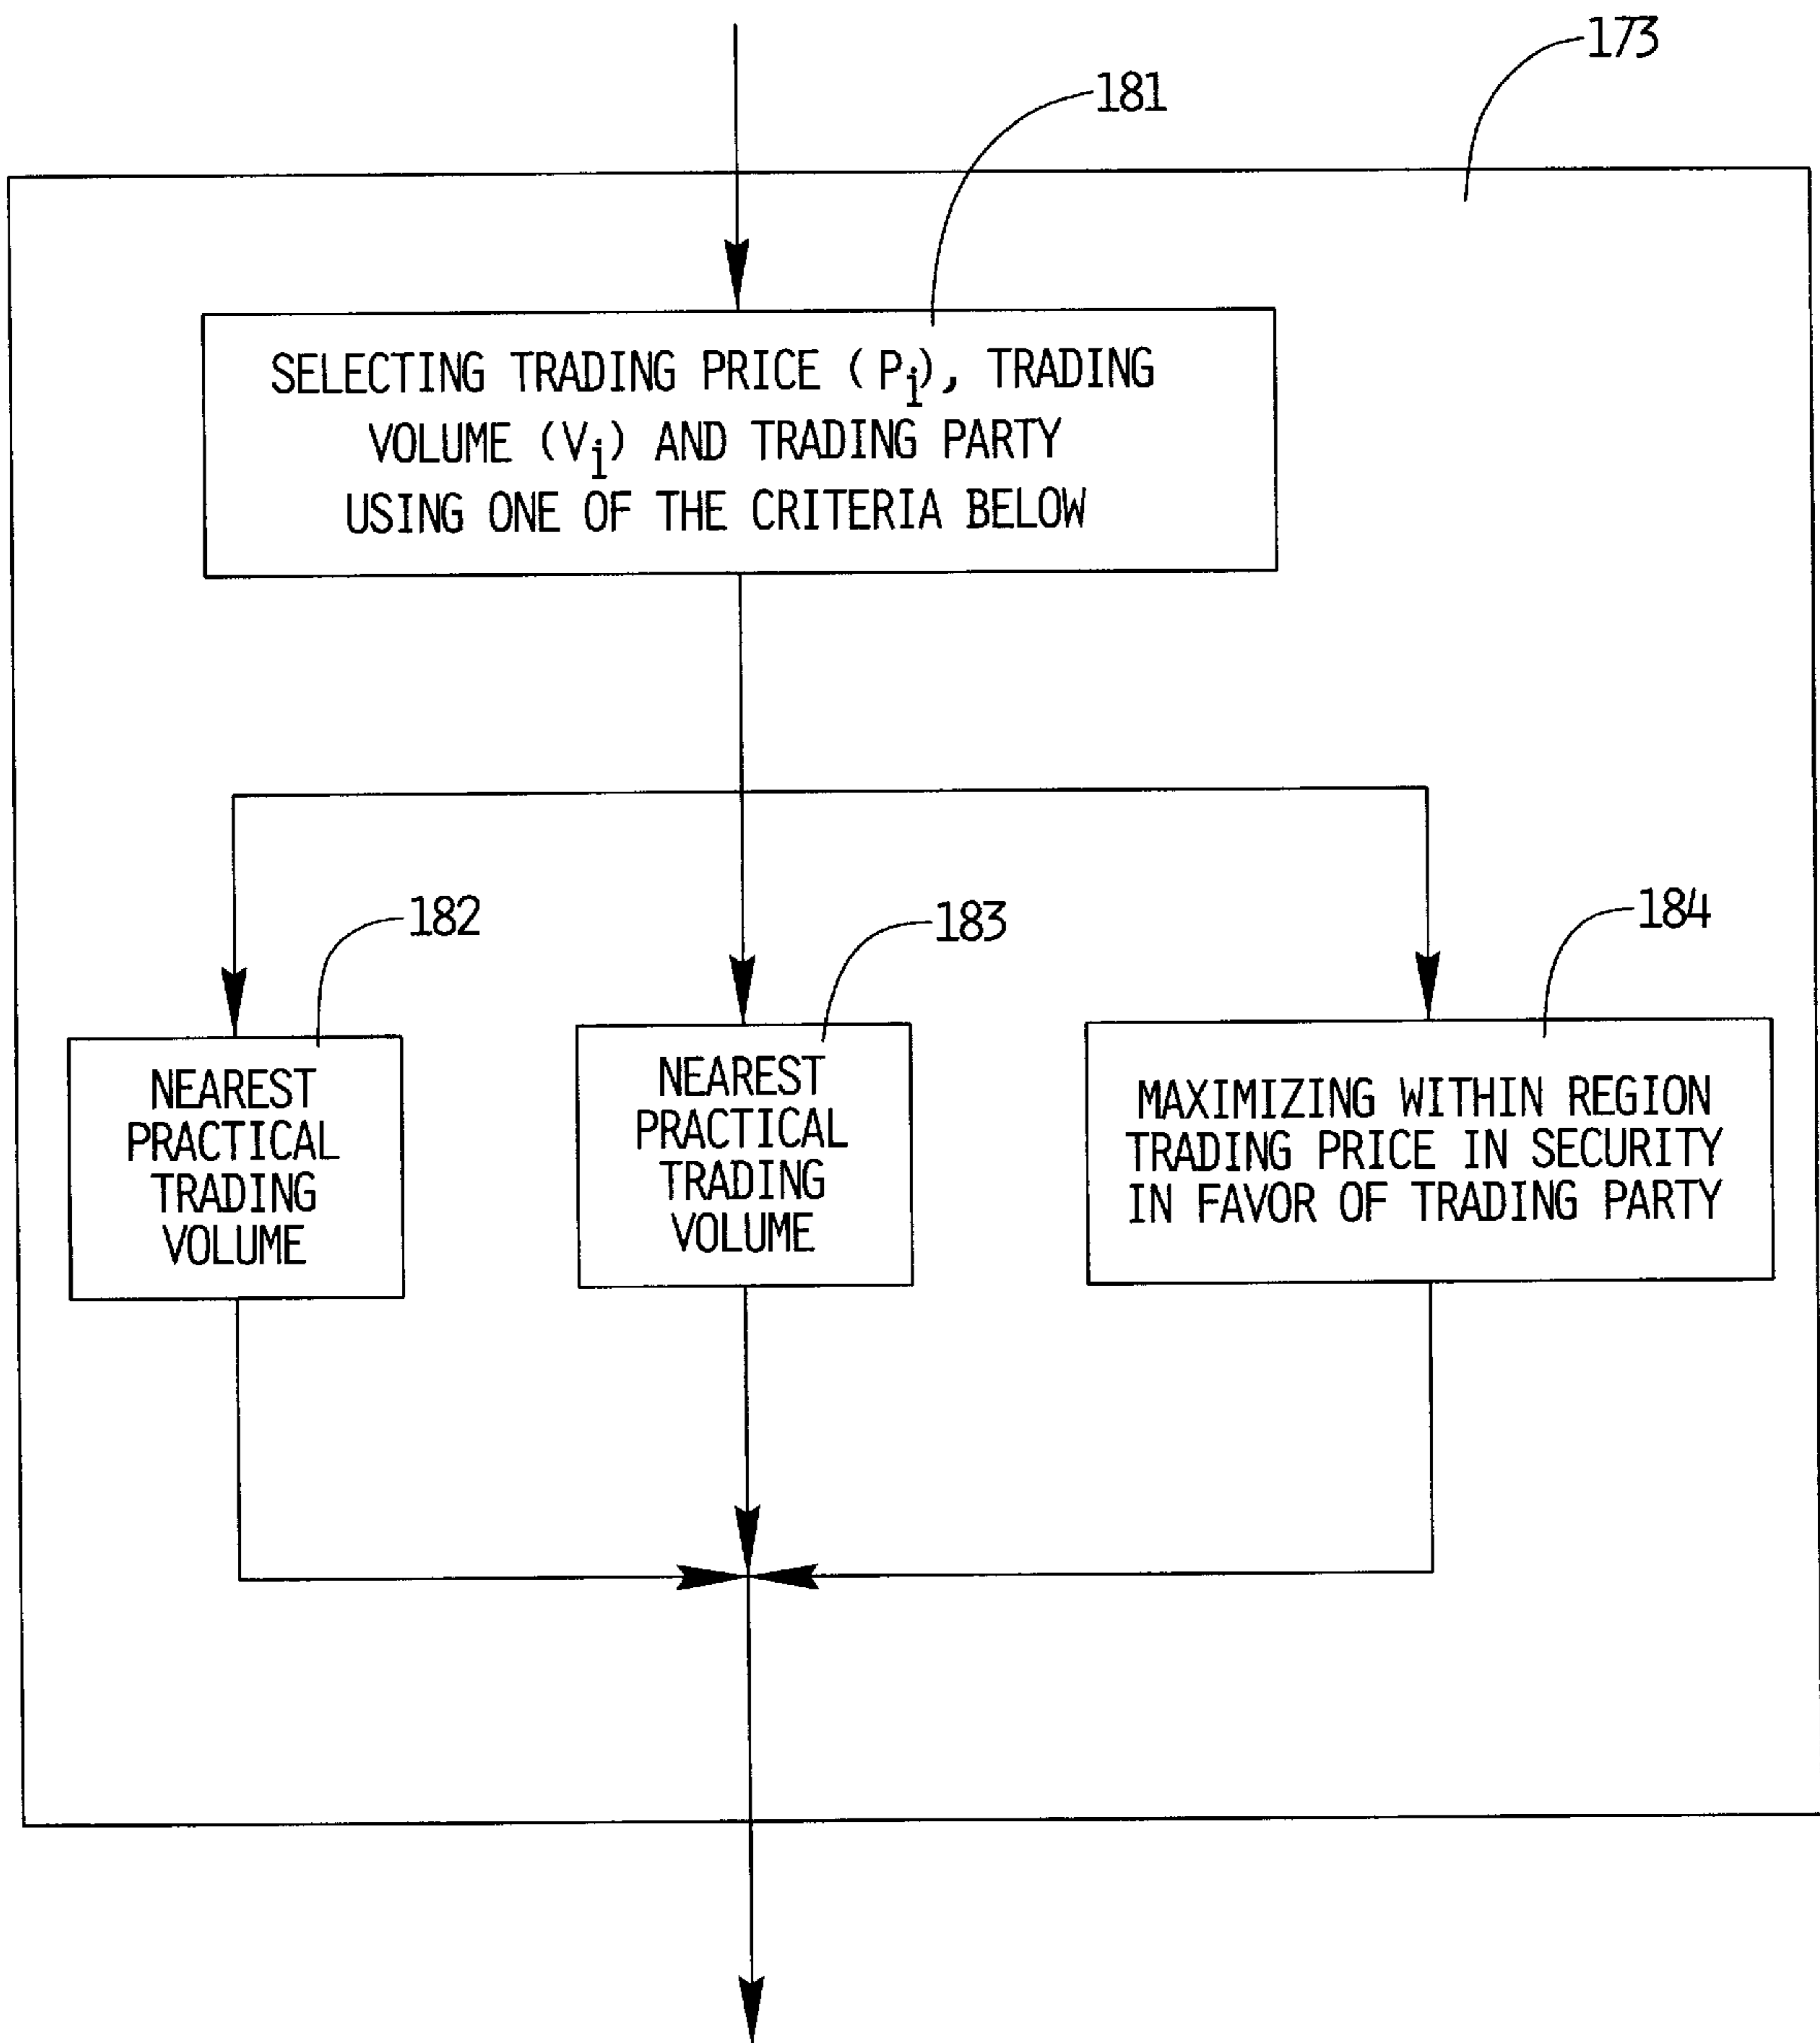 173
181
SELECTING TRADING PRICE (Pi), TRADING
VOLUME (Vi) AND TRADING PARTY
USING ONE OF THE CRITERIA BELOW
182
183
184
NEAREST
PRACTICAL
TRADING
VOLUME
NEAREST
PRACTICAL
TRADING
VOLUME
MAXIMIZING WITHIN REGION
TRADING PRICE IN SECURITY
IN FAVOR OF TRADING PARTY